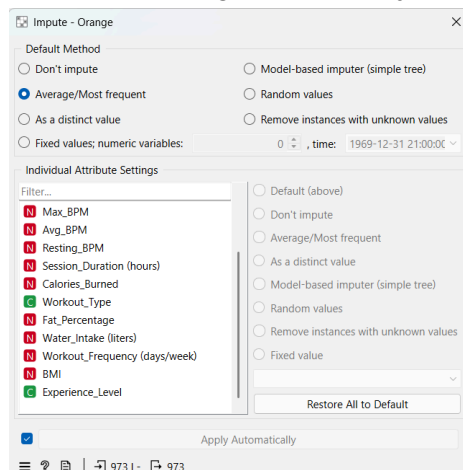 Impute - Orange
Default Method
Don't impute
Model-based imputer (simple tree)
Average/Most frequent
Random values
As a distinct value
Remove instances with unknown values
Fixed values; numeric variables: 0 , time: 1969-12-31 21:00:00
Individual Attribute Settings
Filter...
N Max_BPM
N Avg_BPM
N Resting_BPM
N Session_Duration (hours)
N Calories_Burned
C Workout_Type
N Fat_Percentage
N Water_Intake (liters)
N Workout_Frequency (days/week)
N BMI
C Experience_Level
Default (above)
Don't impute
Average/Most frequent
As a distinct value
Model-based imputer (simple tree)
Random values
Remove instances with unknown values
Fixed value
Restore All to Default
Apply Automatically
? 973 | - 973